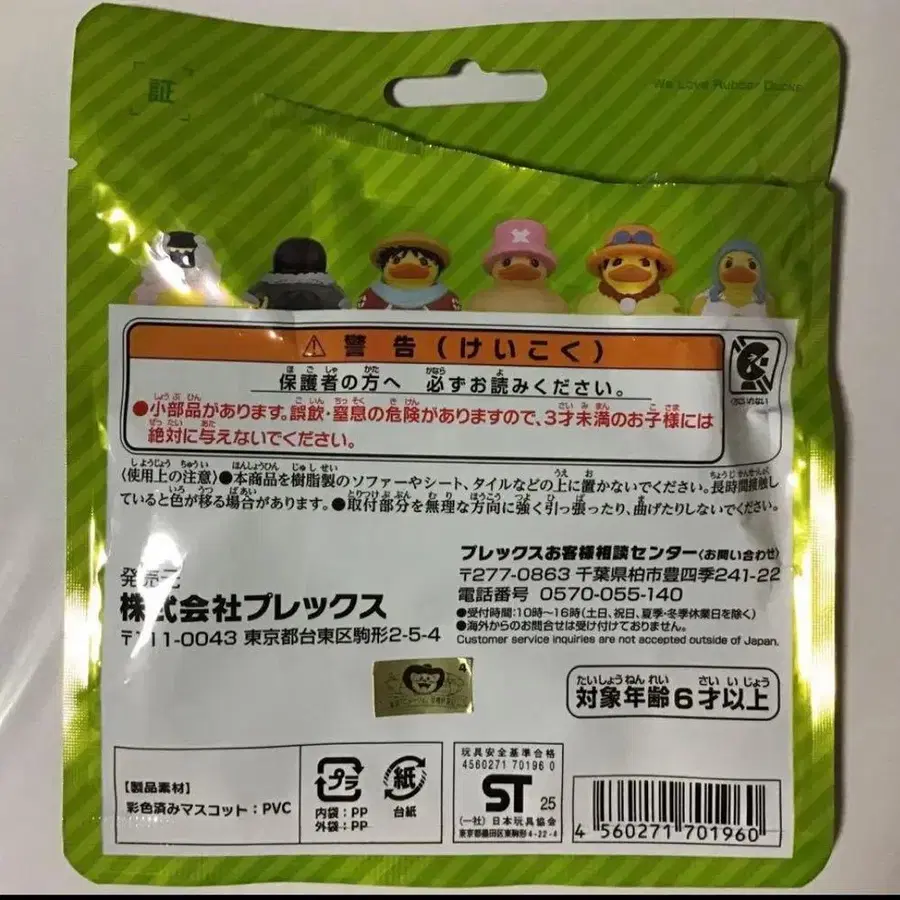 証
We Love Rubber Ducks
⚠ 警告(けいこく)
保護者の方へ 必ずお読みください。
●小部品があります。誤飲・窒息の危険がありますので、3才未満のお子様には
絶対に与えないでください。
〈使用上の注意〉●本商品を樹脂製のソファーやシート、タイルなどの上に置かないでください。長時間接触し
ていると色が移る場合があります。●取付部分を無理な方向に強く引っ張ったり、曲げたりしないでください。
プレックスお客様相談センター〈お問い合わせ〉
〒277-0863 千葉県柏市豊四季241-22
電話番号 0570-055-140
●受付時間:10時〜16時(土日、祝日、夏季・冬季休業日を除く)
●海外からのお問合せは受け付けておりません。
Customer service inquiries are not accepted outside of Japan.
発売元
株式会社プレックス
〒111-0043 東京都台東区駒形2-5-4
4
たいしょうねんれい さいいじょう
対象年齢6才以上
【製品素材】
彩色済みマスコット:PVC
プラ
内袋:PP
外袋:PP
紙
台紙
玩具安全基準合格
4560271 70196 0
ST 25
(一社)日本玩具協会
東京都墨田区東駒形4-22-4
4 560271 701960